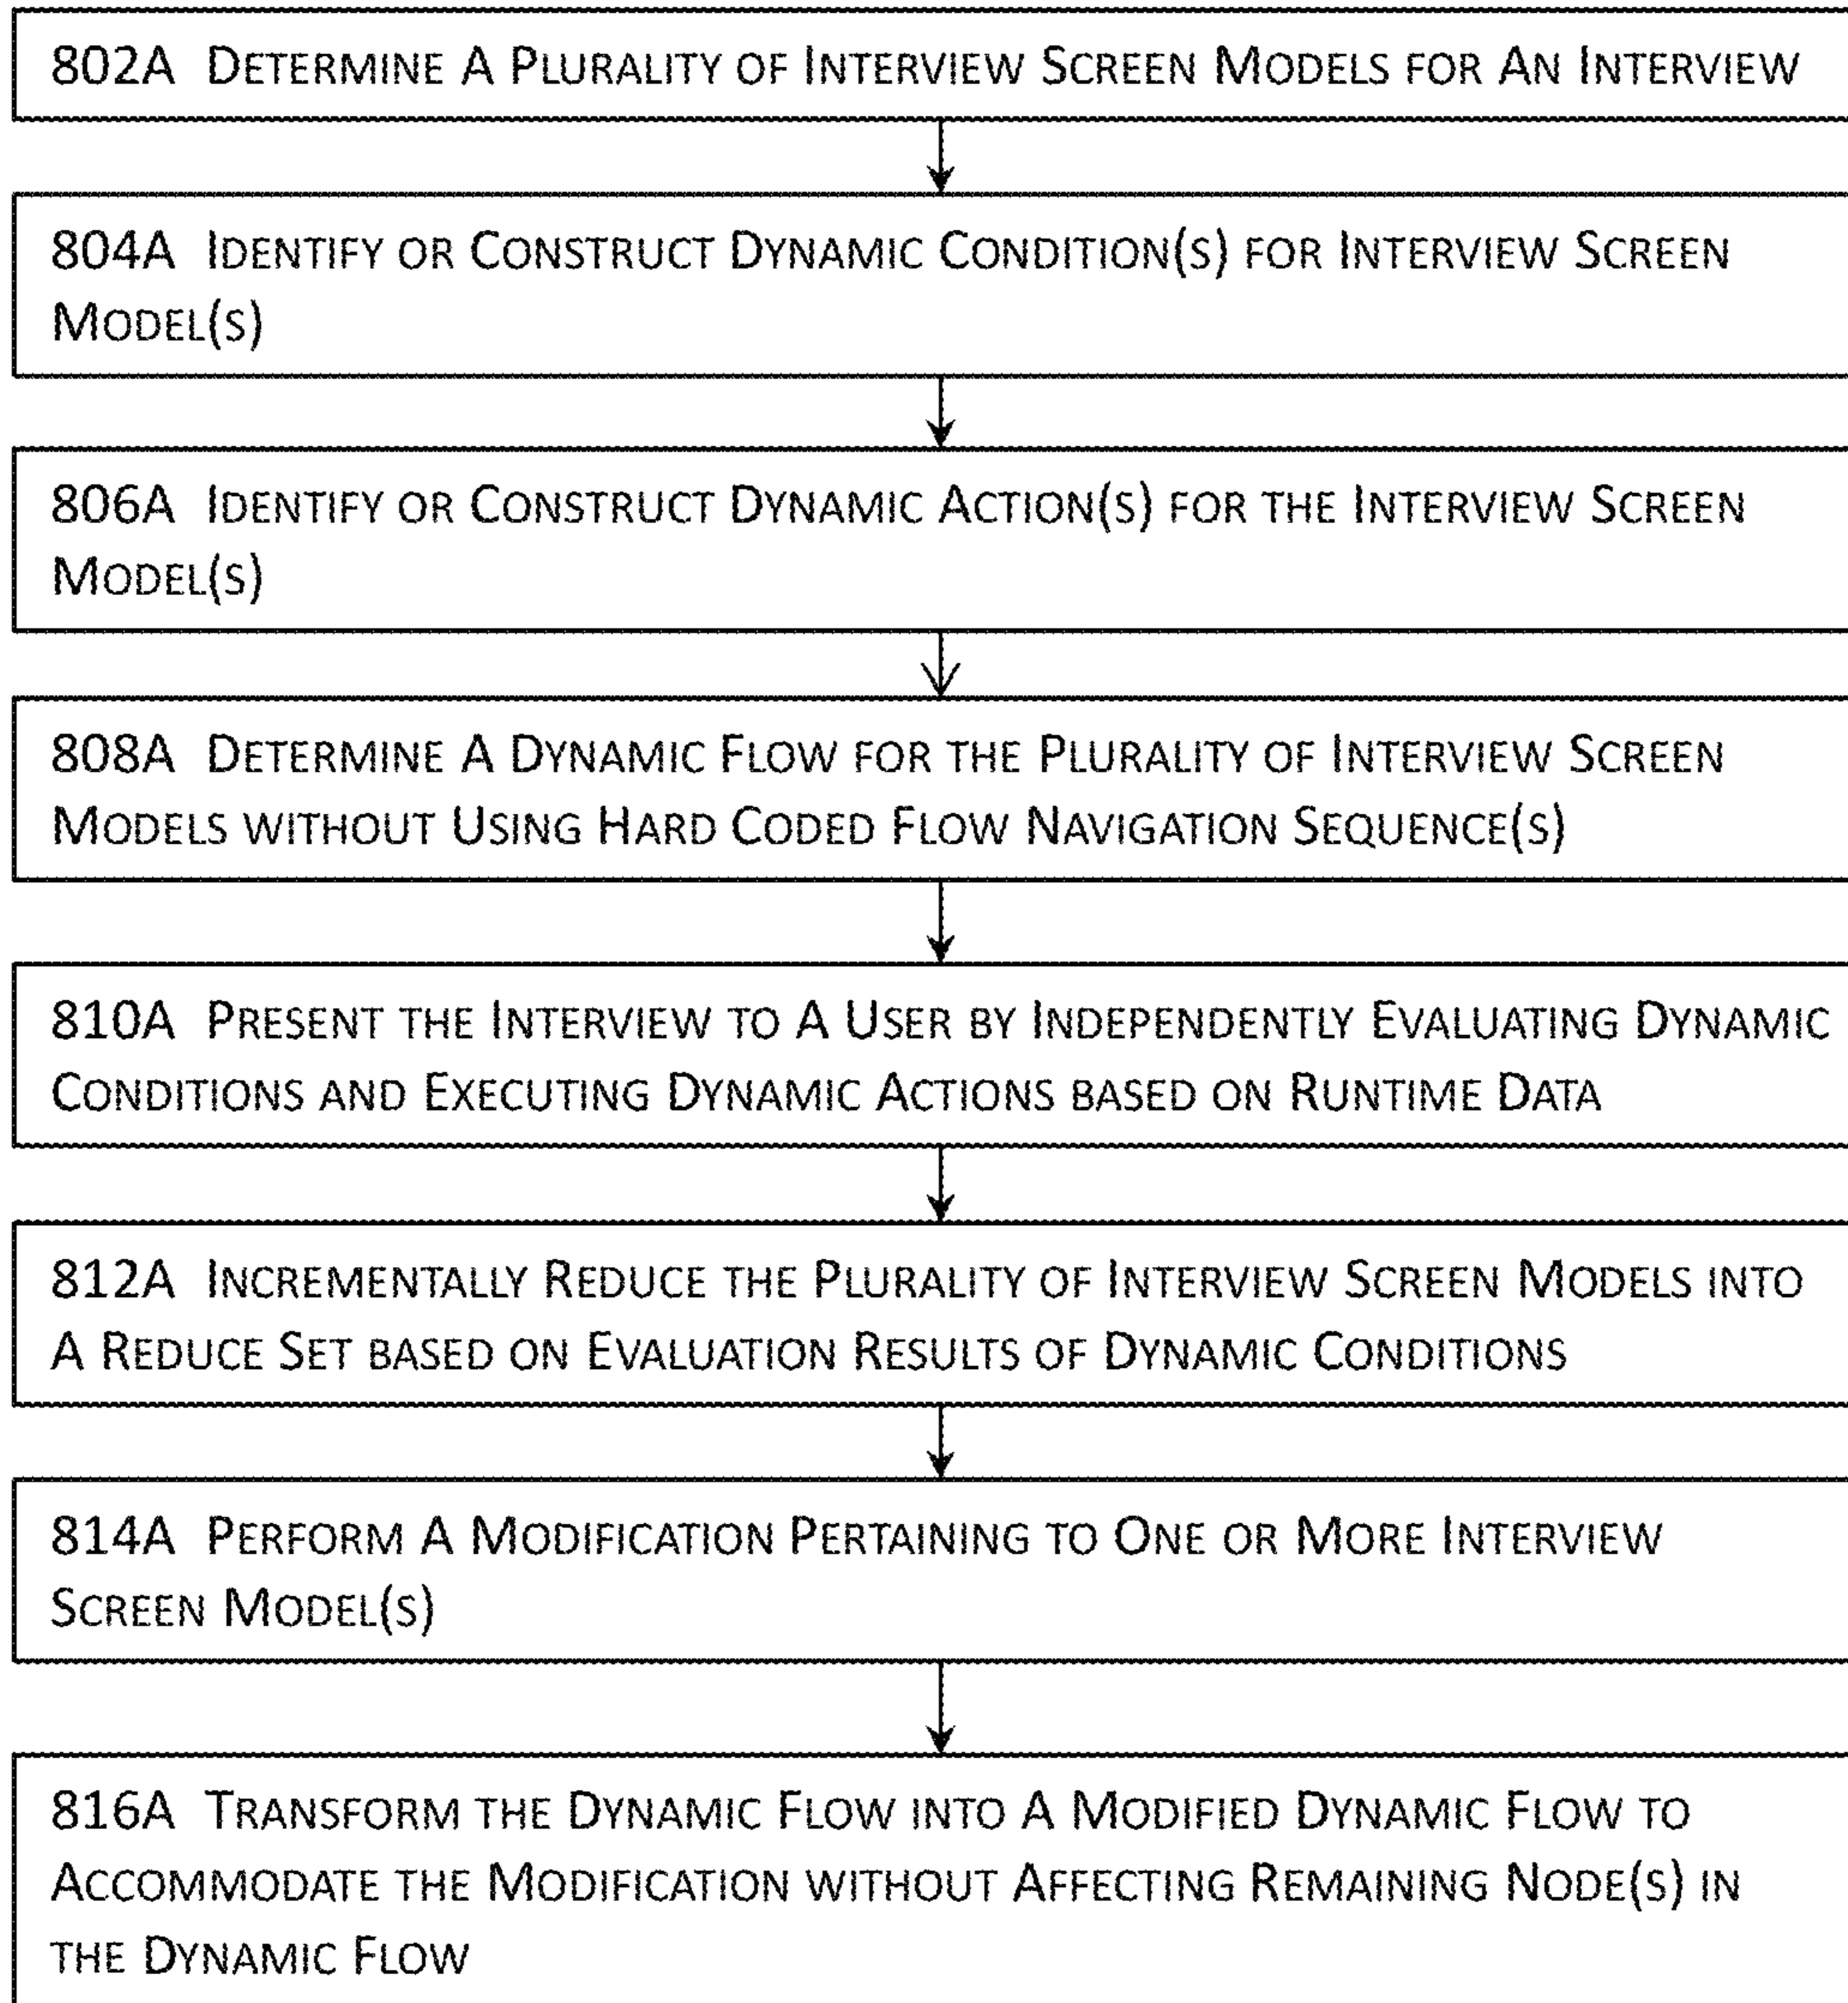 802A DETERMINE A PLURALITY OF INTERVIEW SCREEN MODELS FOR AN INTERVIEW
804A IDENTIFY OR CONSTRUCT DYNAMIC CONDITION(S) FOR INTERVIEW SCREEN
MODEL(S)
806A IDENTIFY OR CONSTRUCT DYNAMIC ACTION(S) FOR THE INTERVIEW SCREEN
MODEL(S)
808A DETERMINE A DYNAMIC FLOW FOR THE PLURALITY OF INTERVIEW SCREEN
MODELS WITHOUT USING HARD CODED FLOW NAVIGATION SEQUENCE(S)
810A PRESENT THE INTERVIEW TO A USER BY INDEPENDENTLY EVALUATING DYNAMIC
CONDITIONS AND EXECUTING DYNAMIC ACTIONS BASED ON RUNTIME DATA
812A INCREMENTALLY REDUCE THE PLURALITY OF INTERVIEW SCREEN MODELS INTO
A REDUCE SET BASED ON EVALUATION RESULTS OF DYNAMIC CONDITIONS
814A PERFORM A MODIFICATION PERTAINING TO ONE OR MORE INTERVIEW
SCREEN MODEL(S)
816A TRANSFORM THE DYNAMIC FLOW INTO A MODIFIED DYNAMIC FLOW TO
ACCOMMODATE THE MODIFICATION WITHOUT AFFECTING REMAINING NODE(S) IN
THE DYNAMIC FLOW